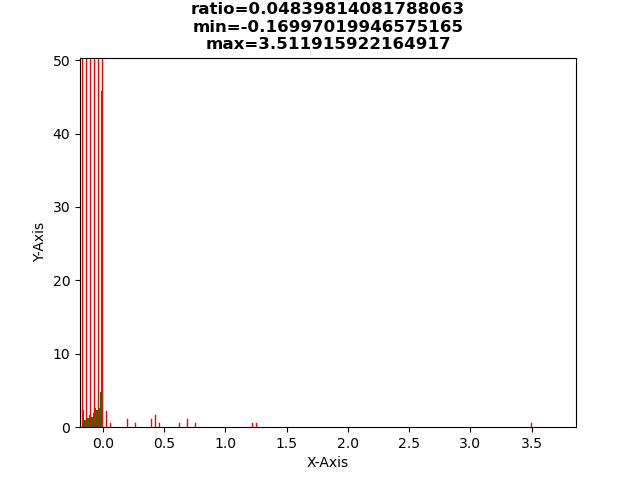 ratio=0.04839814081788063
min=-0.16997019946575165
max=3.511915922164917
50
40
30
20
10
0
Y-Axis
0.0 0.5 1.0 1.5 2.0 2.5 3.0 3.5
X-Axis